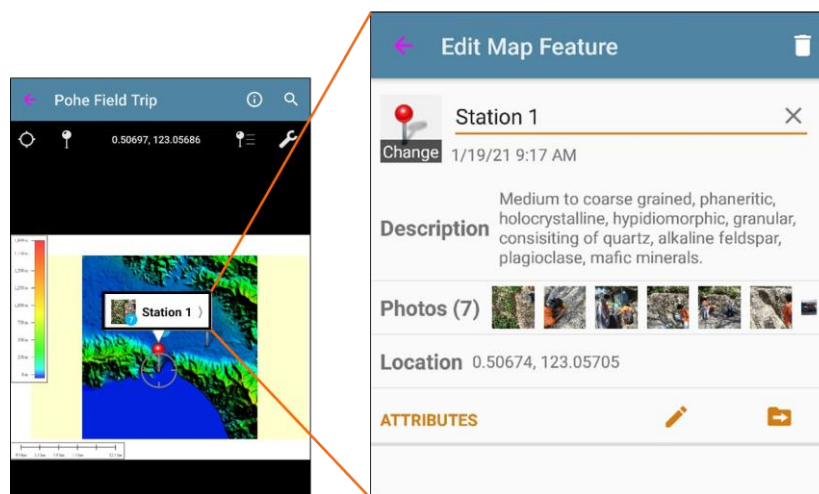 Pohe Field Trip
0.50697, 123.05686
Station 1
7
Edit Map Feature
Station 1
Change
1/19/21 9:17 AM
Description
Medium to coarse grained, phaneritic,
holocrystalline, hypidiomorphic, granular,
consisiting of quartz, alkaline feldspar,
plagioclase, mafic minerals.
Photos (7)
Location 0.50674, 123.05705
ATTRIBUTES